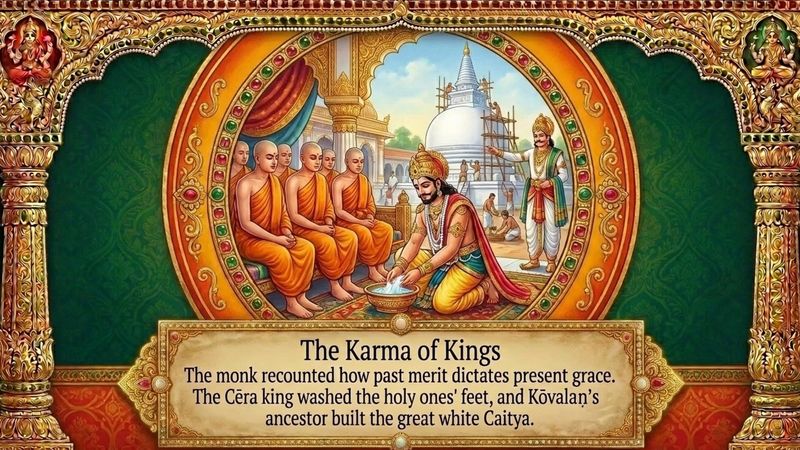 The Karma of Kings
The monk recounted how past merit dictates present grace.
The Cēra king washed the holy ones' feet, and Kōvalaṉ’s
ancestor built the great white Caitya.